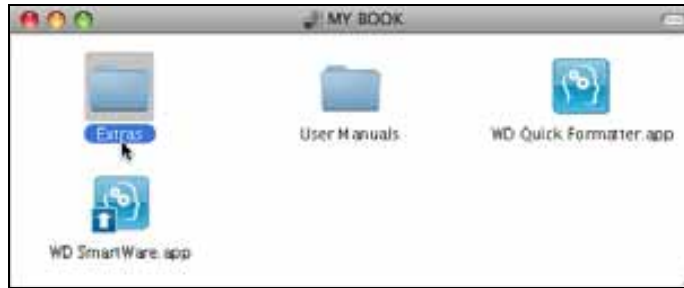 MY BOOK
Extras
User Manuals
WD Quick Formatter.app
WD SmartWare.app